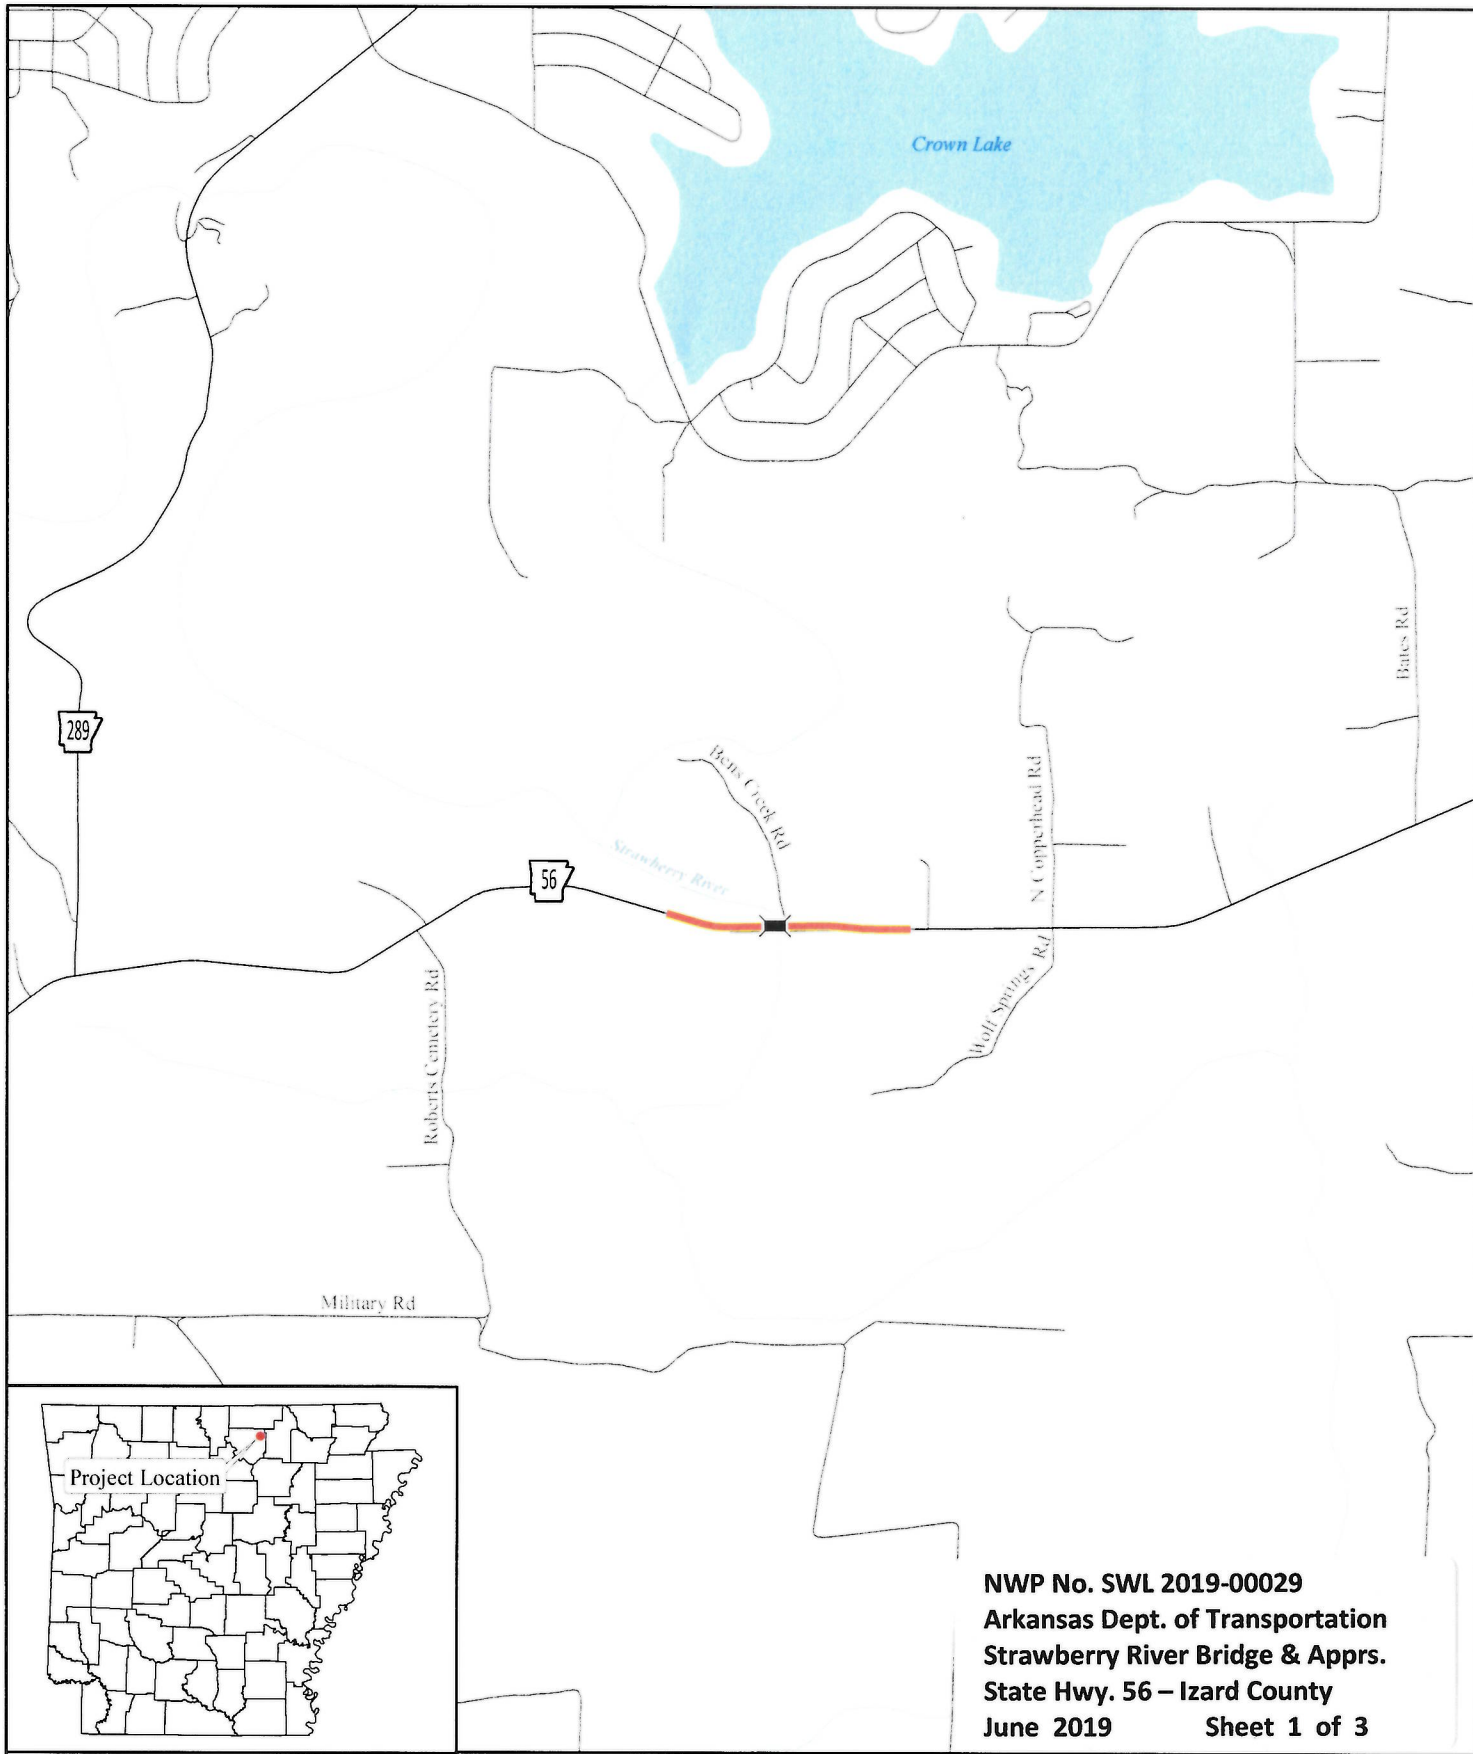 Crown Lake
Bates Rd
289
Bens Creek Rd
N Copperhead Rd
Strawberry River
56
Wolf Springs Rd
Roberts Cemetery Rd
Military Rd
Project Location
NWP No. SWL 2019-00029
Arkansas Dept. of Transportation
Strawberry River Bridge & Apprs.
State Hwy. 56 – Izard County
June 2019 Sheet 1 of 3